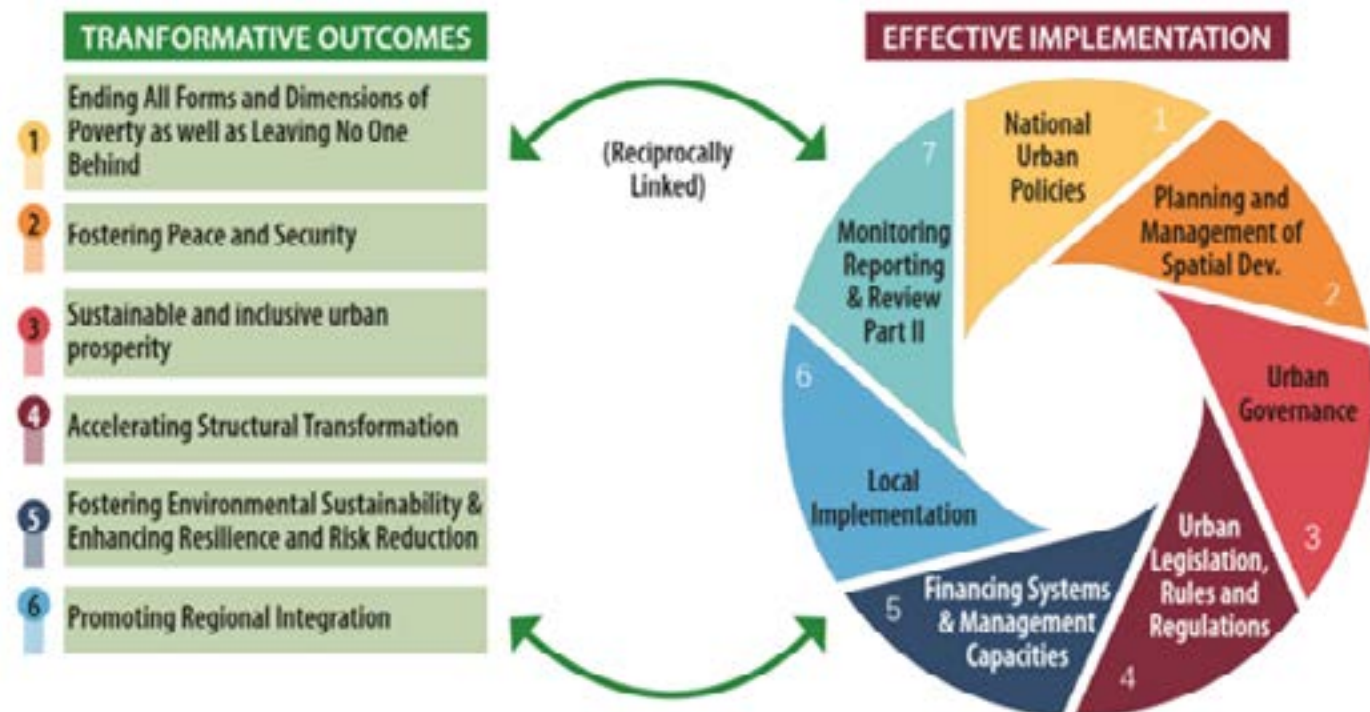 TRANFORMATIVE OUTCOMES
1
Ending All Forms and Dimensions of
Poverty as well as Leaving No One
Behind
2
Fostering Peace and Security
3
Sustainable and inclusive urban
prosperity
4
Accelerating Structural Transformation
5
Fostering Environmental Sustainability &
Enhancing Resilience and Risk Reduction
6
Promoting Regional Integration
(Reciprocally
Linked)
EFFECTIVE IMPLEMENTATION
1
National
Urban
Policies
Planning and
Management of
Spatial Dev.
2
Urban
Governance
3
Urban
Legislation,
Rules and
Regulations
4
Financing Systems
& Management
Capacities
5
Local
Implementation
6
Monitoring
Reporting
& Review
Part II
7